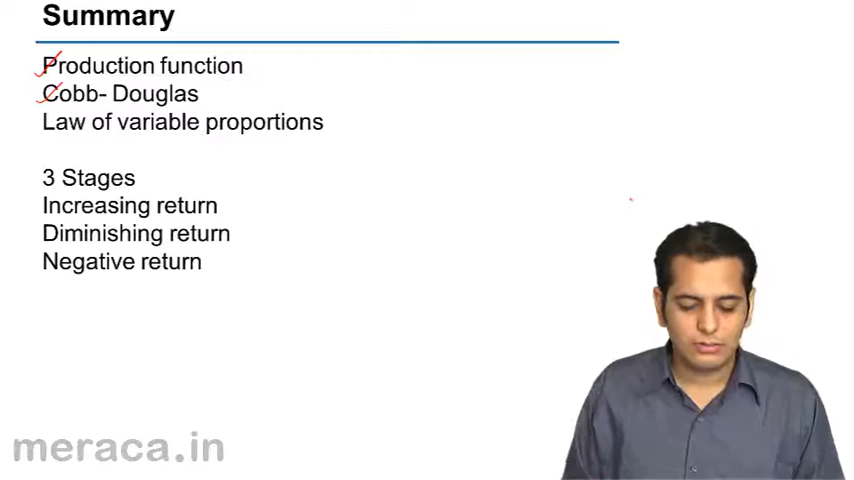 Summary
Production function
Cobb- Douglas
Law of variable proportions
3 Stages
Increasing return
Diminishing return
Negative return
meraca.in